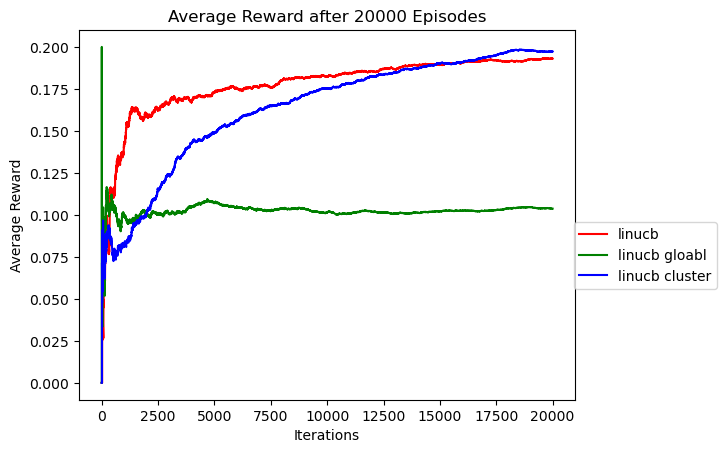 Average Reward after 20000 Episodes
Average Reward
0.200
0.175
0.150
0.125
0.100
0.075
0.050
0.025
0.000
0 2500 5000 7500 10000 12500 15000 17500 20000
Iterations
linucb
linucb gloabl
linucb cluster